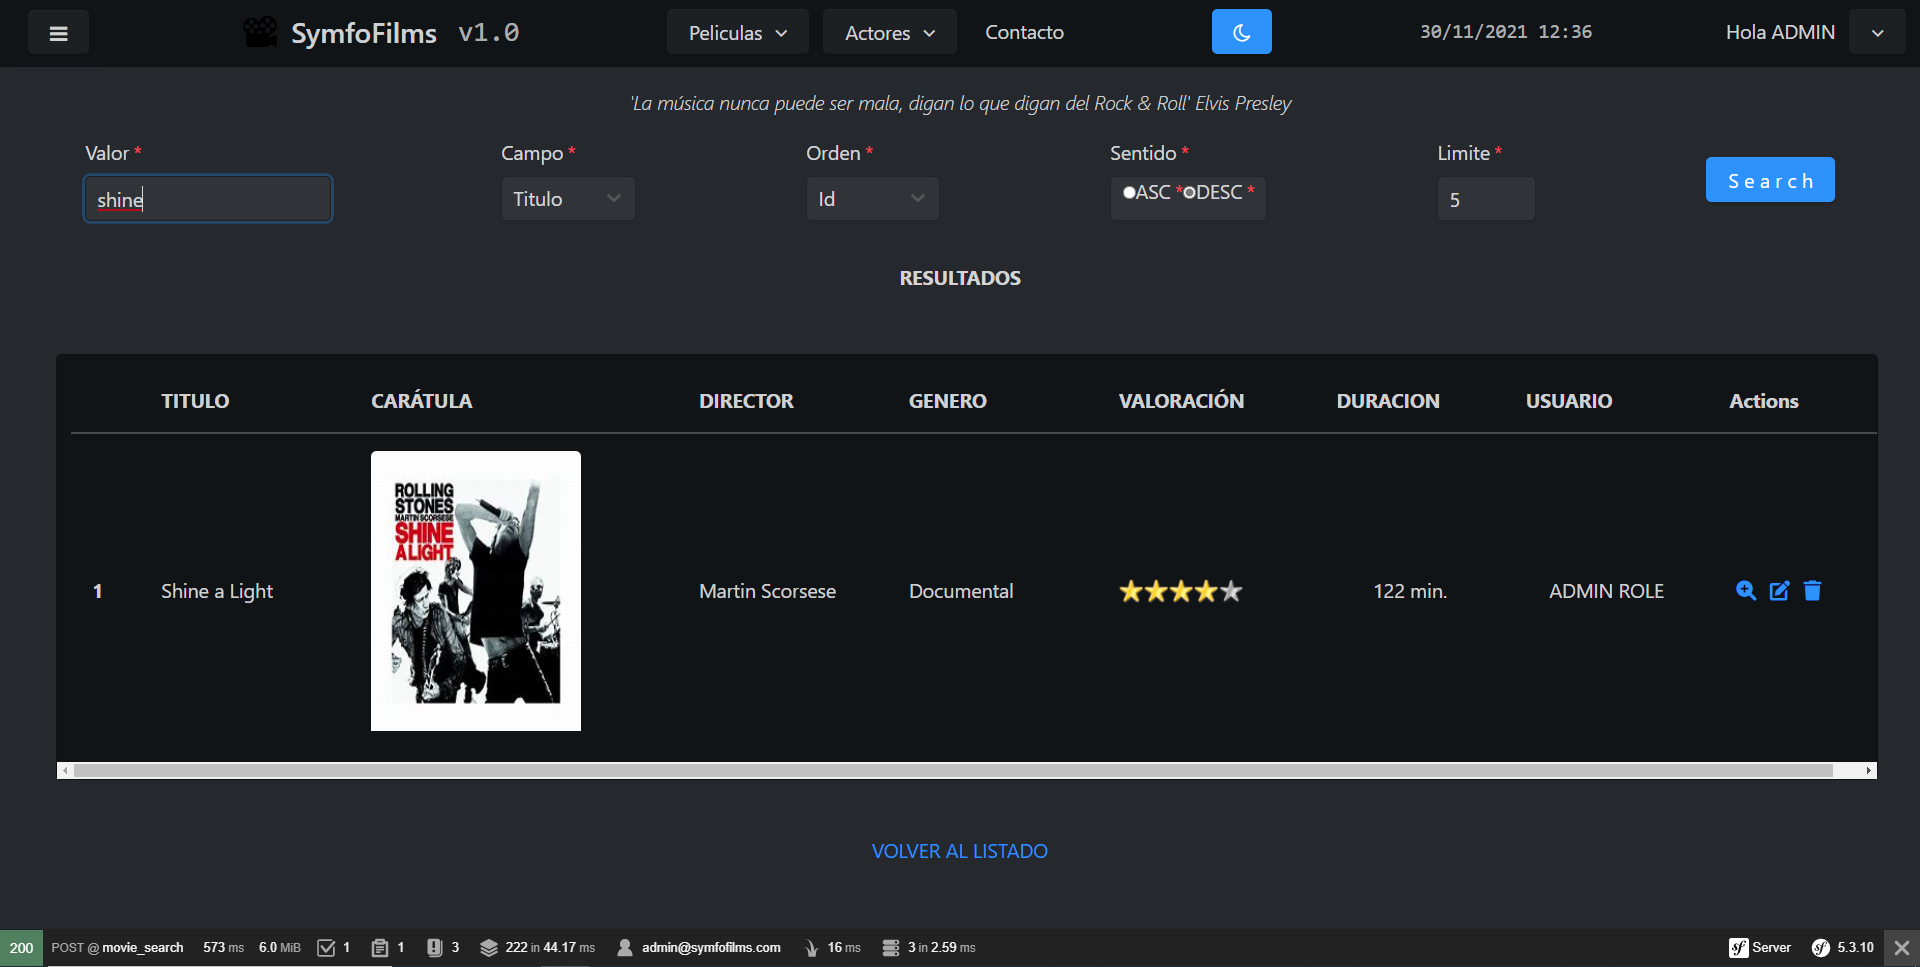 SymfoFilms v1.0 Peliculas Actores Contacto 30/11/2021 12:36 Hola ADMIN
'La música nunca puede ser mala, digan lo que digan del Rock & Roll' Elvis Presley
Valor * Campo * Orden * Sentido * Limite *
shine Titulo Id ASC * DESC * 5 Search
RESULTADOS
TITULO CARÁTULA DIRECTOR GENERO VALORACIÓN DURACION USUARIO Actions
ROLLING
STONES
MARTIN SCORSESE
SHINE
A LIGHT
1 Shine a Light Martin Scorsese Documental 122 min. ADMIN ROLE
VOLVER AL LISTADO
200 POST @ movie_search 573 ms 6.0 MiB 1 1 3 222 in 44.17 ms admin@symfofilms.com 16 ms 3 in 2.59 ms sf Server sf 5.3.10